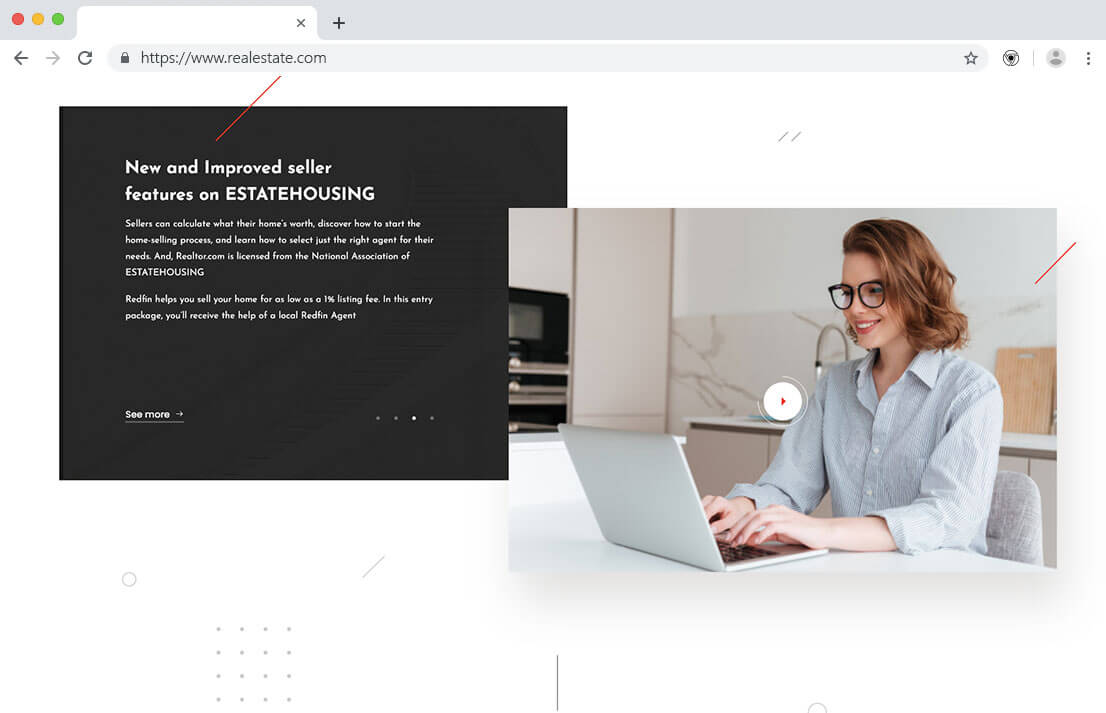 https://www.realestate.com
New and Improved seller
features on ESTATEHOUSING
Sellers can calculate what their home's worth, discover how to start the
home-selling process, and learn how to select just the right agent for their
needs. And, Realtor.com is licensed from the National Association of
ESTATEHOUSING
Redfin helps you sell your home for as low as a 1% listing fee. In this entry
package, you'll receive the help of a local Redfin Agent
See more →